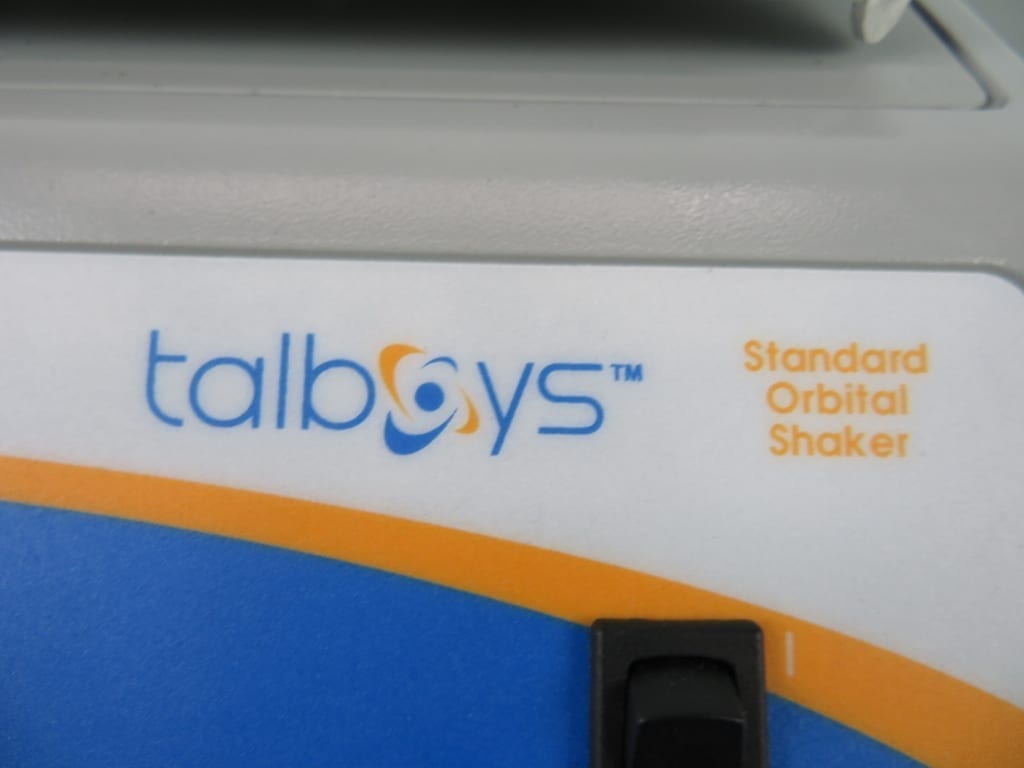 talboys™
Standard
Orbital
Shaker
|